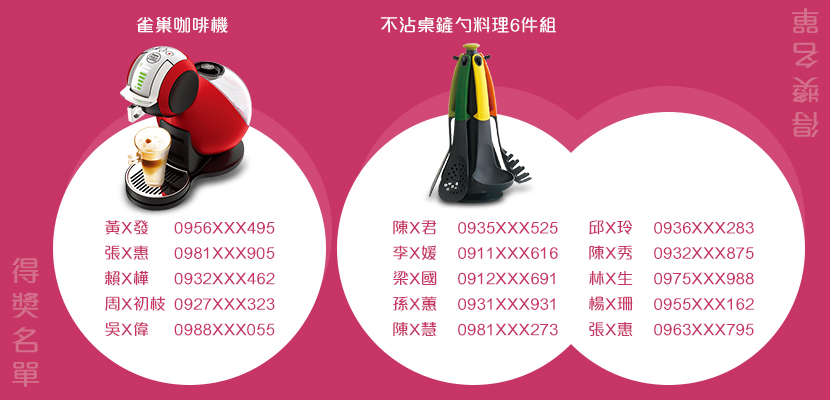 雀巢咖啡機
黃X發 0956XXX495
張X惠 0981XXX905
賴X樺 0932XXX462
周X初枝 0927XXX323
吳X偉 0988XXX055
不沾桌鏟勺料理6件組
陳X君 0935XXX525
李X媛 0911XXX616
梁X國 0912XXX691
孫X蕙 0931XXX931
陳X慧 0981XXX273
邱X玲 0936XXX283
陳X秀 0932XXX875
林X生 0975XXX988
楊X珊 0955XXX162
張X惠 0963XXX795
得獎名單
得獎名單